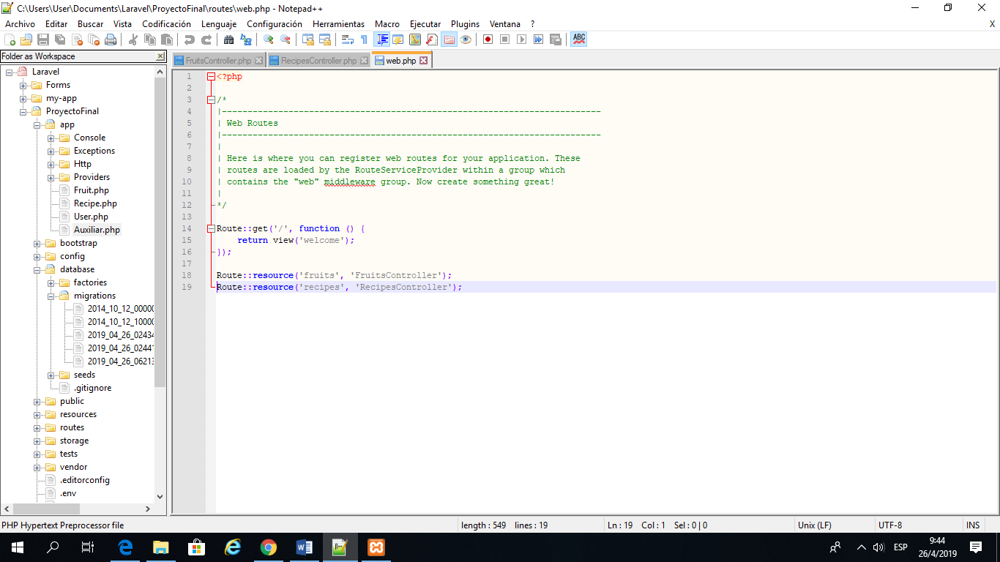 C:\Users\User\Documents\Laravel\ProyectoFinal\routes\web.php - Notepad++
Archivo Editar Buscar Vista Codificación Lenguaje Configuración Herramientas Macro Ejecutar Plugins Ventana ? X
ABC
Folder as Workspace
FruitsController.php RecipesController.php web.php
Laravel
Forms
my-app
ProyectoFinal
app
Console
Exceptions
Http
Providers
Fruit.php
Recipe.php
User.php
Auxiliar.php
bootstrap
config
database
factories
migrations
2014_10_12_00000
2014_10_12_10000
2019_04_26_02434
2019_04_26_02441
2019_04_26_06213
seeds
.gitignore
public
resources
routes
storage
tests
vendor
.editorconfig
.env
1 <?php
2
3 /*
4 |--------------------------------------------------------------------------
5 | Web Routes
6 |--------------------------------------------------------------------------
7 |
8 | Here is where you can register web routes for your application. These
9 | routes are loaded by the RouteServiceProvider within a group which
10 | contains the "web" middleware group. Now create something great!
11 |
12 */
13
14 Route::get('/', function () {
15     return view('welcome');
16 });
17
18 Route::resource('fruits', 'FruitsController');
19 Route::resource('recipes', 'RecipesController');
PHP Hypertext Preprocessor file length : 549 lines : 19 Ln : 19 Col : 1 Sel : 0 | 0 Unix (LF) UTF-8 INS
ESP
9:44
26/4/2019